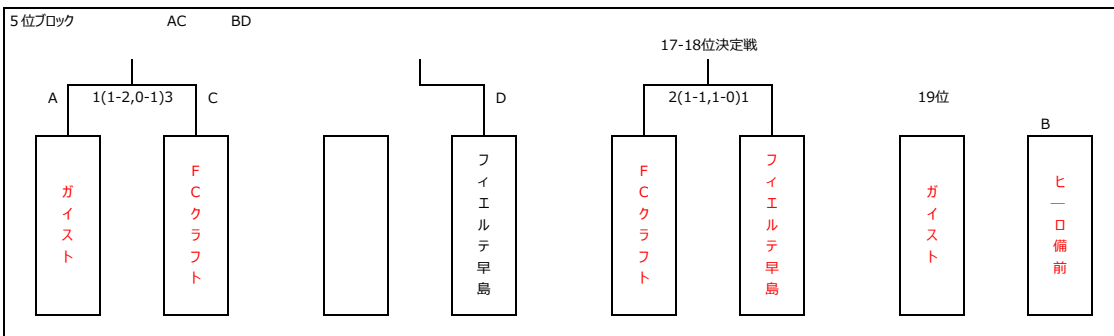 5位ブロック AC BD
17-18位決定戦
A 1(1-2,0-1)3 C
D
2(1-1,1-0)1
19位
B
ガイスト
FCクラフト
フィエルテ早島
FCクラフト
フィエルテ早島
ガイスト
ヒーロ備前